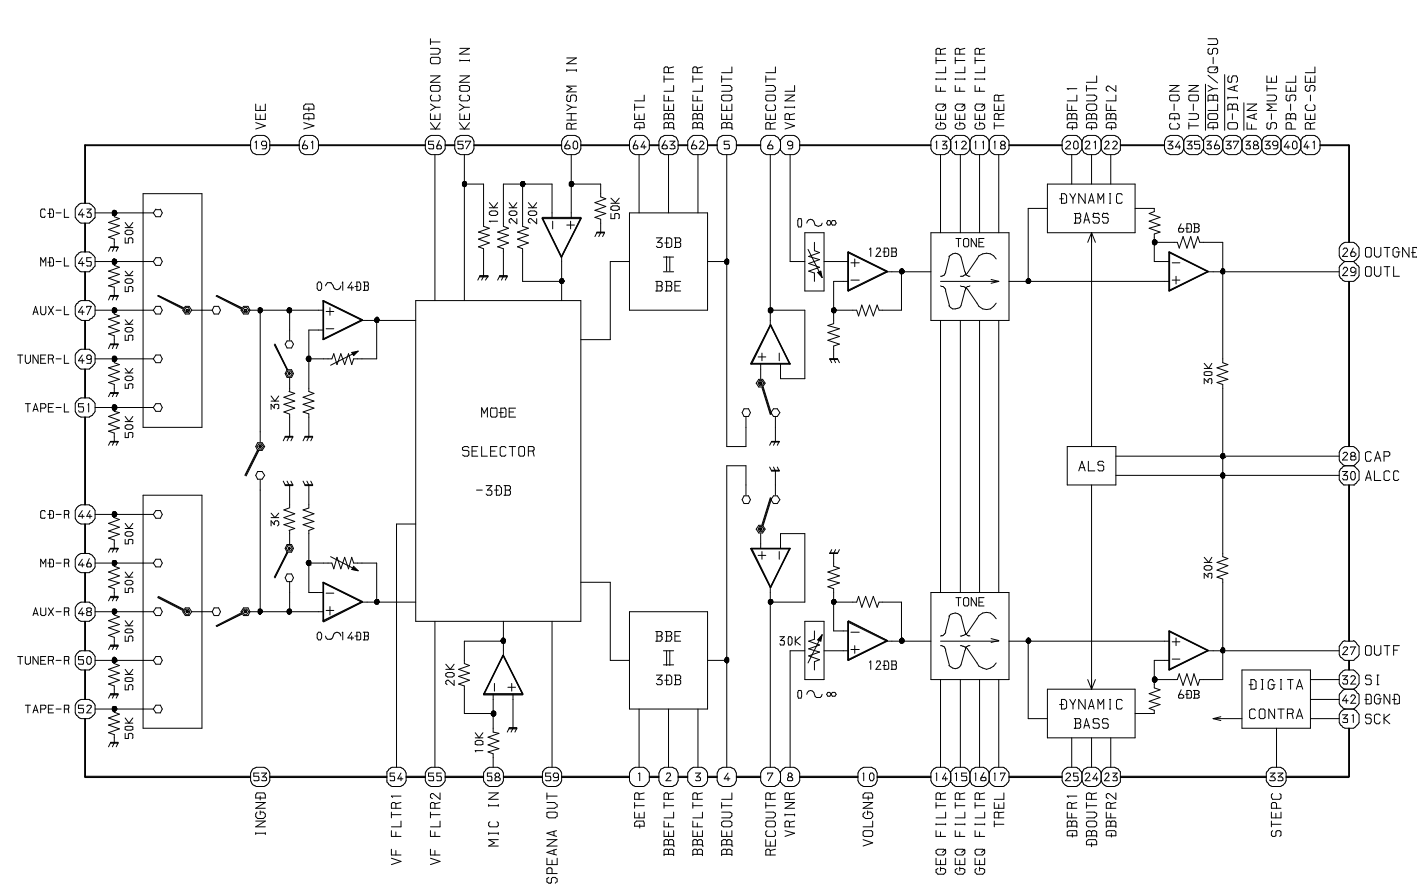 VEE
VDD
KEYCON OUT
KEYCON IN
RHYSM IN
DETL
BBEFLTR
BBEFLTR
BEEOUTL
RECOUTL
VRINL
GEQ FILTR
GEQ FILTR
GEQ FILTR
TRER
DBFL1
DBOUTL
DBFL2
CD-ON
TU-ON
DOLBY/Q-SU
O-BIAS
FAN
S-MUTE
PB-SEL
REC-SEL
19
61
56
57
60
64
63
62
5
6
9
13
12
11
18
20
21
22
34
35
36
37
38
39
40
41
CD-L
43
50K
MD-L
45
50K
AUX-L
47
50K
TUNER-L
49
50K
TAPE-L
51
50K
CD-R
44
50K
MD-R
46
50K
AUX-R
48
50K
TUNER-R
50
50K
TAPE-R
52
50K
0~14DB
+
-
3K
3K
-
+
0~14DB
10K
20K
20K
- +
50K
MODE
SELECTOR
-3DB
20K
- +
10K
3DB
BBE
BBE
3DB
+ -
+ -
0~∞
12DB
+
-
30K
0~∞
-
+
12DB
TONE
TONE
DYNAMIC
BASS
6DB
-
+
30K
ALS
30K
DYNAMIC
BASS
+
-
6DB
DIGITA
CONTRA
26 OUTGNE
29 OUTL
28 CAP
30 ALCC
27 OUTF
32 SI
42 DGND
31 SCK
53
54
55
58
59
1
2
3
4
7
8
10
14
15
16
17
25
24
23
33
INGND
VF FLTR1
VF FLTR2
MIC IN
SPEANA OUT
DETR
BBEFLTR
BBEFLTR
BBEOUTL
RECOUTR
VRINR
VOLGND
GEQ FILTR
GEQ FILTR
GEQ FILTR
TREL
DBFR1
DBOUTR
DBFR2
STEPC